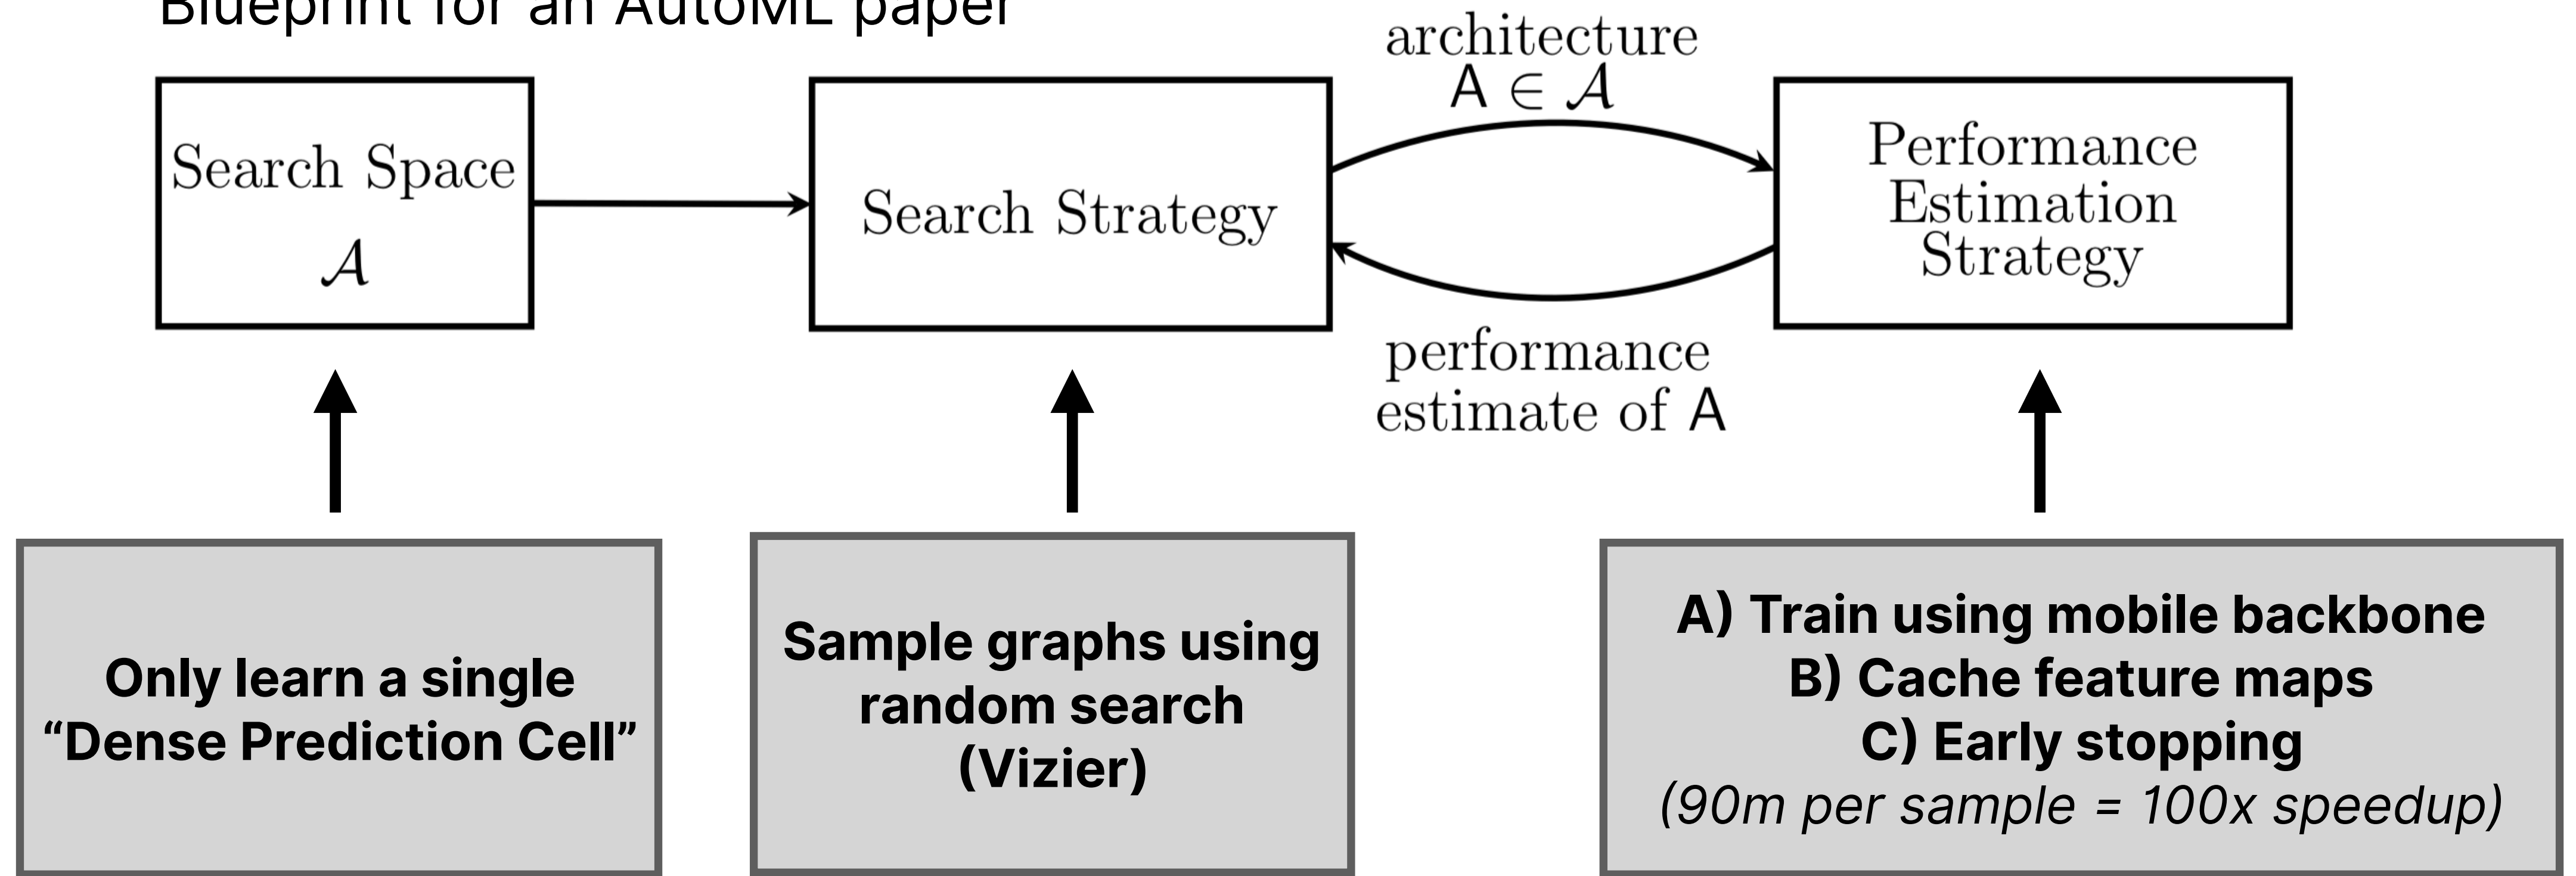 Blueprint for an AutoML paper
architecture
A ∈ 𝒜
Search Space
𝒜
Search Strategy
Performance
Estimation
Strategy
performance
estimate of A
Only learn a single
“Dense Prediction Cell”
Sample graphs using
random search
(Vizier)
A) Train using mobile backbone
B) Cache feature maps
C) Early stopping
(90m per sample = 100x speedup)